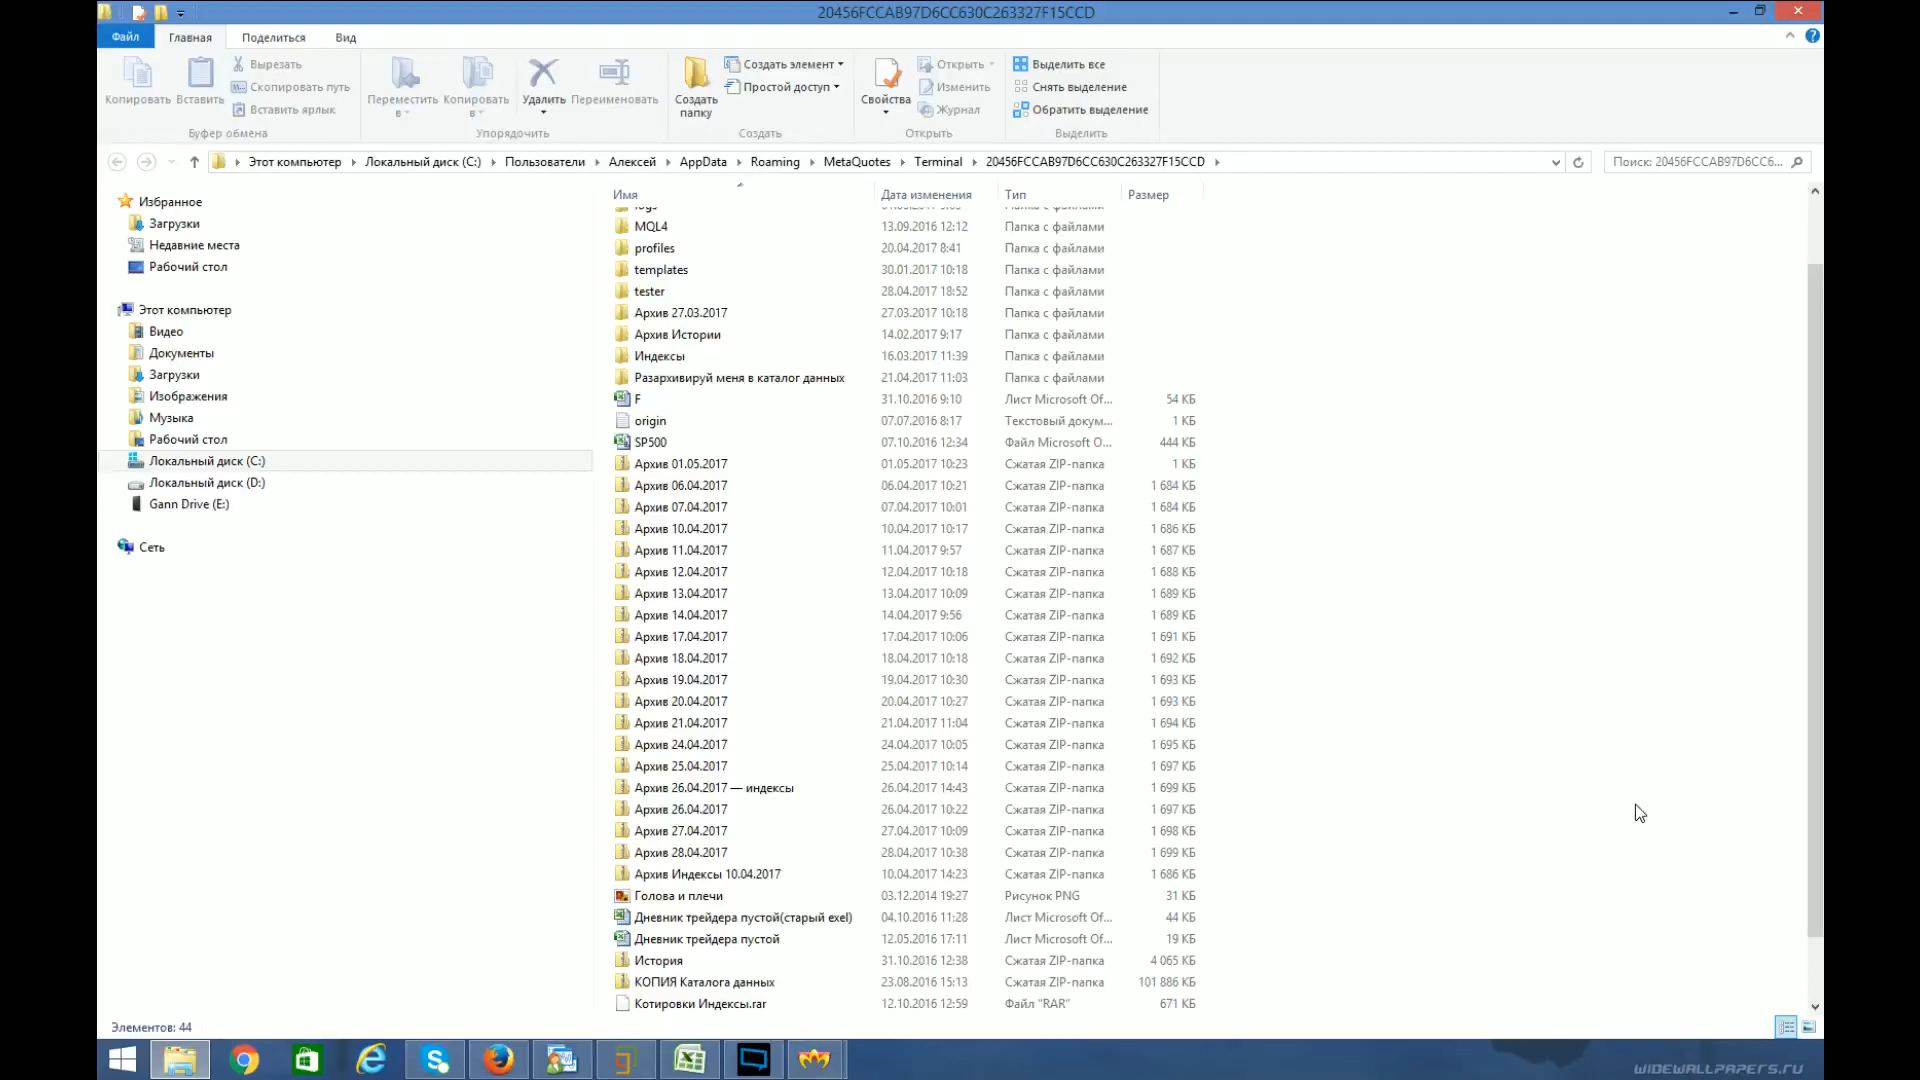 20456FCCAB97D6CC630C263327F15CCD
Файл Главная Поделиться Вид
Копировать Вставить Вырезать Скопировать путь Вставить ярлык
Буфер обмена
Переместить в Копировать в Удалить Переименовать
Упорядочить
Создать папку Создать элемент Простой доступ
Создать
Свойства Открыть Изменить Журнал
Открыть
Выделить все Снять выделение Обратить выделение
Выделить
Этот компьютер Локальный диск (C:) Пользователи Алексей AppData Roaming MetaQuotes Terminal 20456FCCAB97D6CC630C263327F15CCD
Поиск: 20456FCCAB97D6CC6...
Избранное
Загрузки
Недавние места
Рабочий стол
Этот компьютер
Видео
Документы
Загрузки
Изображения
Музыка
Рабочий стол
Локальный диск (C:)
Локальный диск (D:)
Gann Drive (E:)
Сеть
Имя Дата изменения Тип Размер
logs
MQL4 13.09.2016 12:12 Папка с файлами
profiles 20.04.2017 8:41 Папка с файлами
templates 30.01.2017 10:18 Папка с файлами
tester 28.04.2017 18:52 Папка с файлами
Архив 27.03.2017 27.03.2017 10:18 Папка с файлами
Архив Истории 14.02.2017 9:17 Папка с файлами
Индексы 16.03.2017 11:39 Папка с файлами
Разархивируй меня в каталог данных 21.04.2017 11:03 Папка с файлами
F 31.10.2016 9:10 Лист Microsoft Of... 54 КБ
origin 07.07.2016 8:17 Текстовый докум... 1 КБ
SP500 07.10.2016 12:34 Файл Microsoft O... 444 КБ
Архив 01.05.2017 01.05.2017 10:23 Сжатая ZIP-папка 1 КБ
Архив 06.04.2017 06.04.2017 10:21 Сжатая ZIP-папка 1 684 КБ
Архив 07.04.2017 07.04.2017 10:01 Сжатая ZIP-папка 1 684 КБ
Архив 10.04.2017 10.04.2017 10:17 Сжатая ZIP-папка 1 686 КБ
Архив 11.04.2017 11.04.2017 9:57 Сжатая ZIP-папка 1 687 КБ
Архив 12.04.2017 12.04.2017 10:18 Сжатая ZIP-папка 1 688 КБ
Архив 13.04.2017 13.04.2017 10:09 Сжатая ZIP-папка 1 689 КБ
Архив 14.04.2017 14.04.2017 9:56 Сжатая ZIP-папка 1 689 КБ
Архив 17.04.2017 17.04.2017 10:06 Сжатая ZIP-папка 1 691 КБ
Архив 18.04.2017 18.04.2017 10:18 Сжатая ZIP-папка 1 692 КБ
Архив 19.04.2017 19.04.2017 10:30 Сжатая ZIP-папка 1 693 КБ
Архив 20.04.2017 20.04.2017 10:27 Сжатая ZIP-папка 1 693 КБ
Архив 21.04.2017 21.04.2017 11:04 Сжатая ZIP-папка 1 694 КБ
Архив 24.04.2017 24.04.2017 10:05 Сжатая ZIP-папка 1 695 КБ
Архив 25.04.2017 25.04.2017 10:14 Сжатая ZIP-папка 1 697 КБ
Архив 26.04.2017 — индексы 26.04.2017 14:43 Сжатая ZIP-папка 1 699 КБ
Архив 26.04.2017 26.04.2017 10:22 Сжатая ZIP-папка 1 697 КБ
Архив 27.04.2017 27.04.2017 10:09 Сжатая ZIP-папка 1 698 КБ
Архив 28.04.2017 28.04.2017 10:38 Сжатая ZIP-папка 1 699 КБ
Архив Индексы 10.04.2017 10.04.2017 14:23 Сжатая ZIP-папка 1 686 КБ
Голова и плечи 03.12.2014 19:27 Рисунок PNG 31 КБ
Дневник трейдера пустой(старый exel) 04.10.2016 11:28 Лист Microsoft Of... 44 КБ
Дневник трейдера пустой 12.05.2016 17:11 Лист Microsoft Of... 19 КБ
История 31.10.2016 12:38 Сжатая ZIP-папка 4 065 КБ
КОПИЯ Каталога данных 23.08.2016 15:13 Сжатая ZIP-папка 101 886 КБ
Котировки Индексы.rar 12.10.2016 12:59 Файл "RAR" 671 КБ
Элементов: 44
WIDEWALLPAPERS.RU